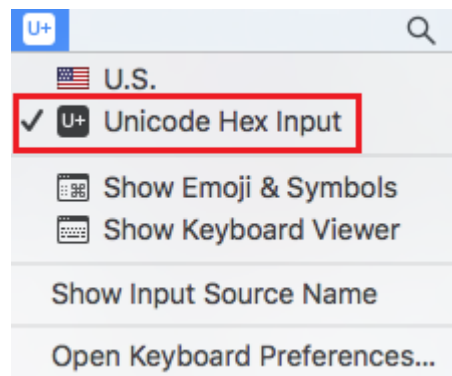 U+
U.S.
U+ Unicode Hex Input
Show Emoji & Symbols
Show Keyboard Viewer
Show Input Source Name
Open Keyboard Preferences...